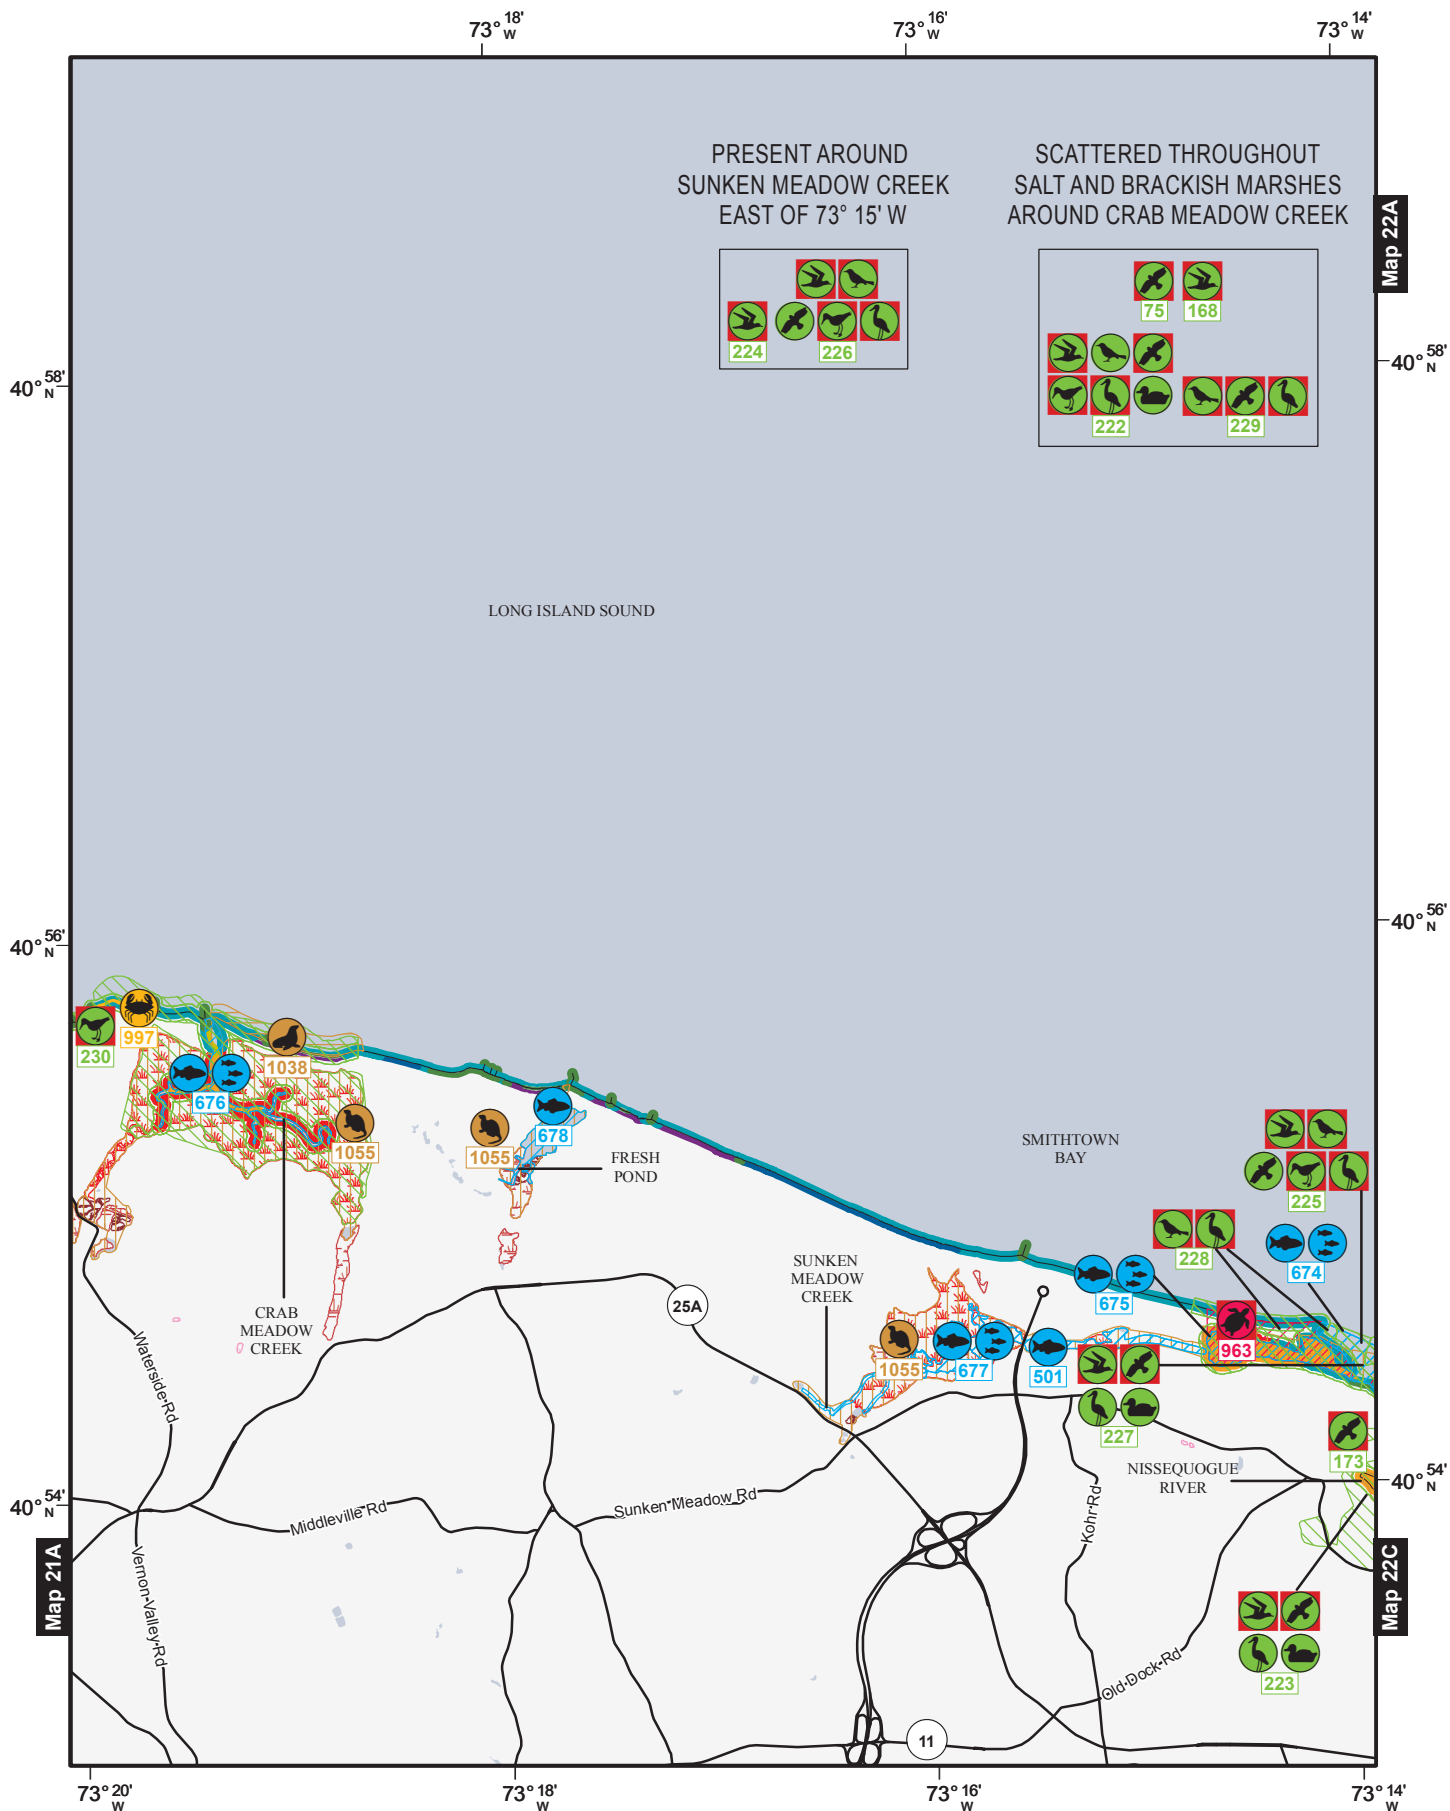 73° 18' W
73° 16' W
73° 14' W
PRESENT AROUND
SUNKEN MEADOW CREEK
EAST OF 73° 15' W
224
226
SCATTERED THROUGHOUT
SALT AND BRACKISH MARSHES
AROUND CRAB MEADOW CREEK
75
168
222
229
Map 22A
40° 58' N
40° 58' N
LONG ISLAND SOUND
40° 56' N
40° 56' N
230
997
1038
676
1055
1055
678
FRESH
POND
SMITHTOWN
BAY
225
228
674
675
SUNKEN
MEADOW
CREEK
25A
CRAB
MEADOW
CREEK
963
1055
677
501
227
173
NISSEQUOGUE
RIVER
Waterside Rd
40° 54' N
40° 54' N
Middleville Rd
Sunken Meadow Rd
Kohr Rd
Vernon-Valley Rd
Old Dock Rd
Map 21A
Map 22C
223
11
73° 20' W
73° 18' W
73° 16' W
73° 14' W